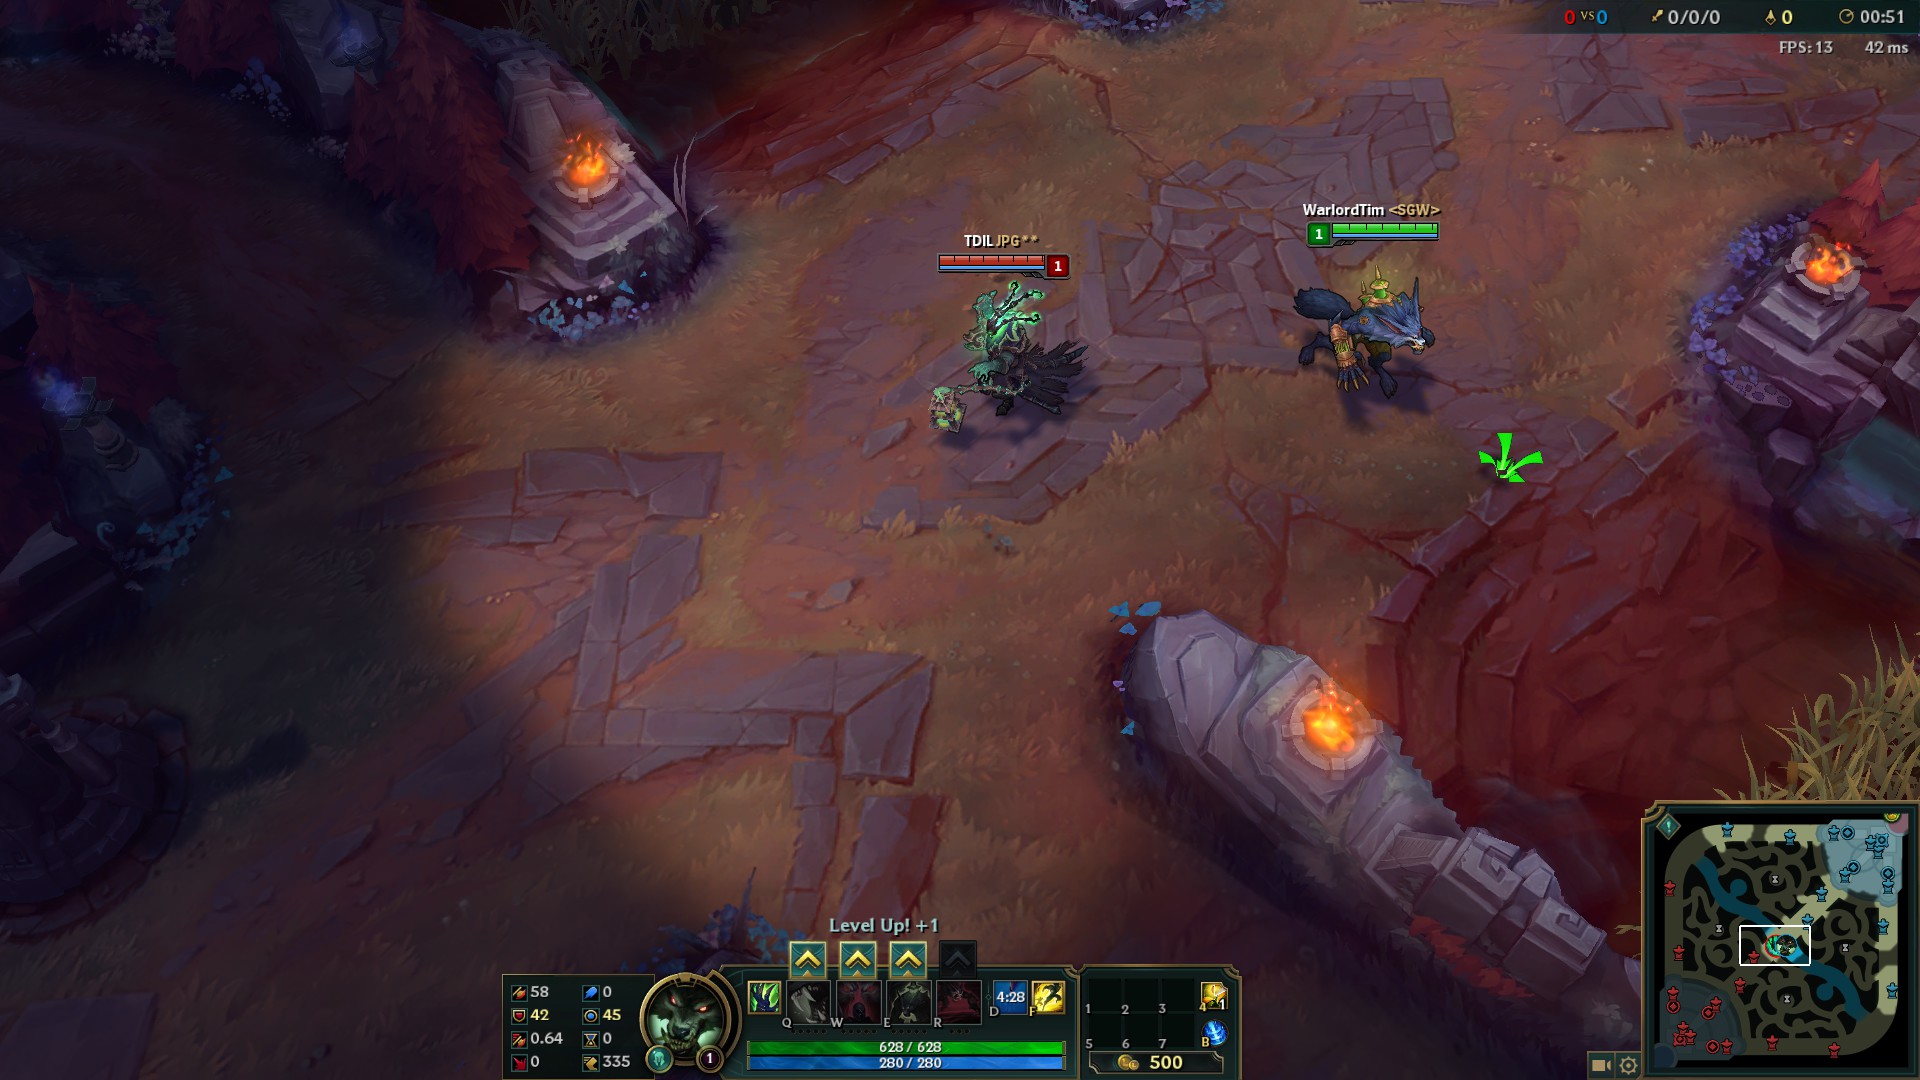 0 VS 0 0/0/0 0 00:51
FPS: 13 42 ms
WarlordTim <SGW>
1
TDIL JPG**
1
Level Up! +1
58 0
42 45
0.64 0
0 335
1
Q W E R
4:28
D F
628 / 628
280 / 280
1 2 3 4 1
5 6 7 B
500